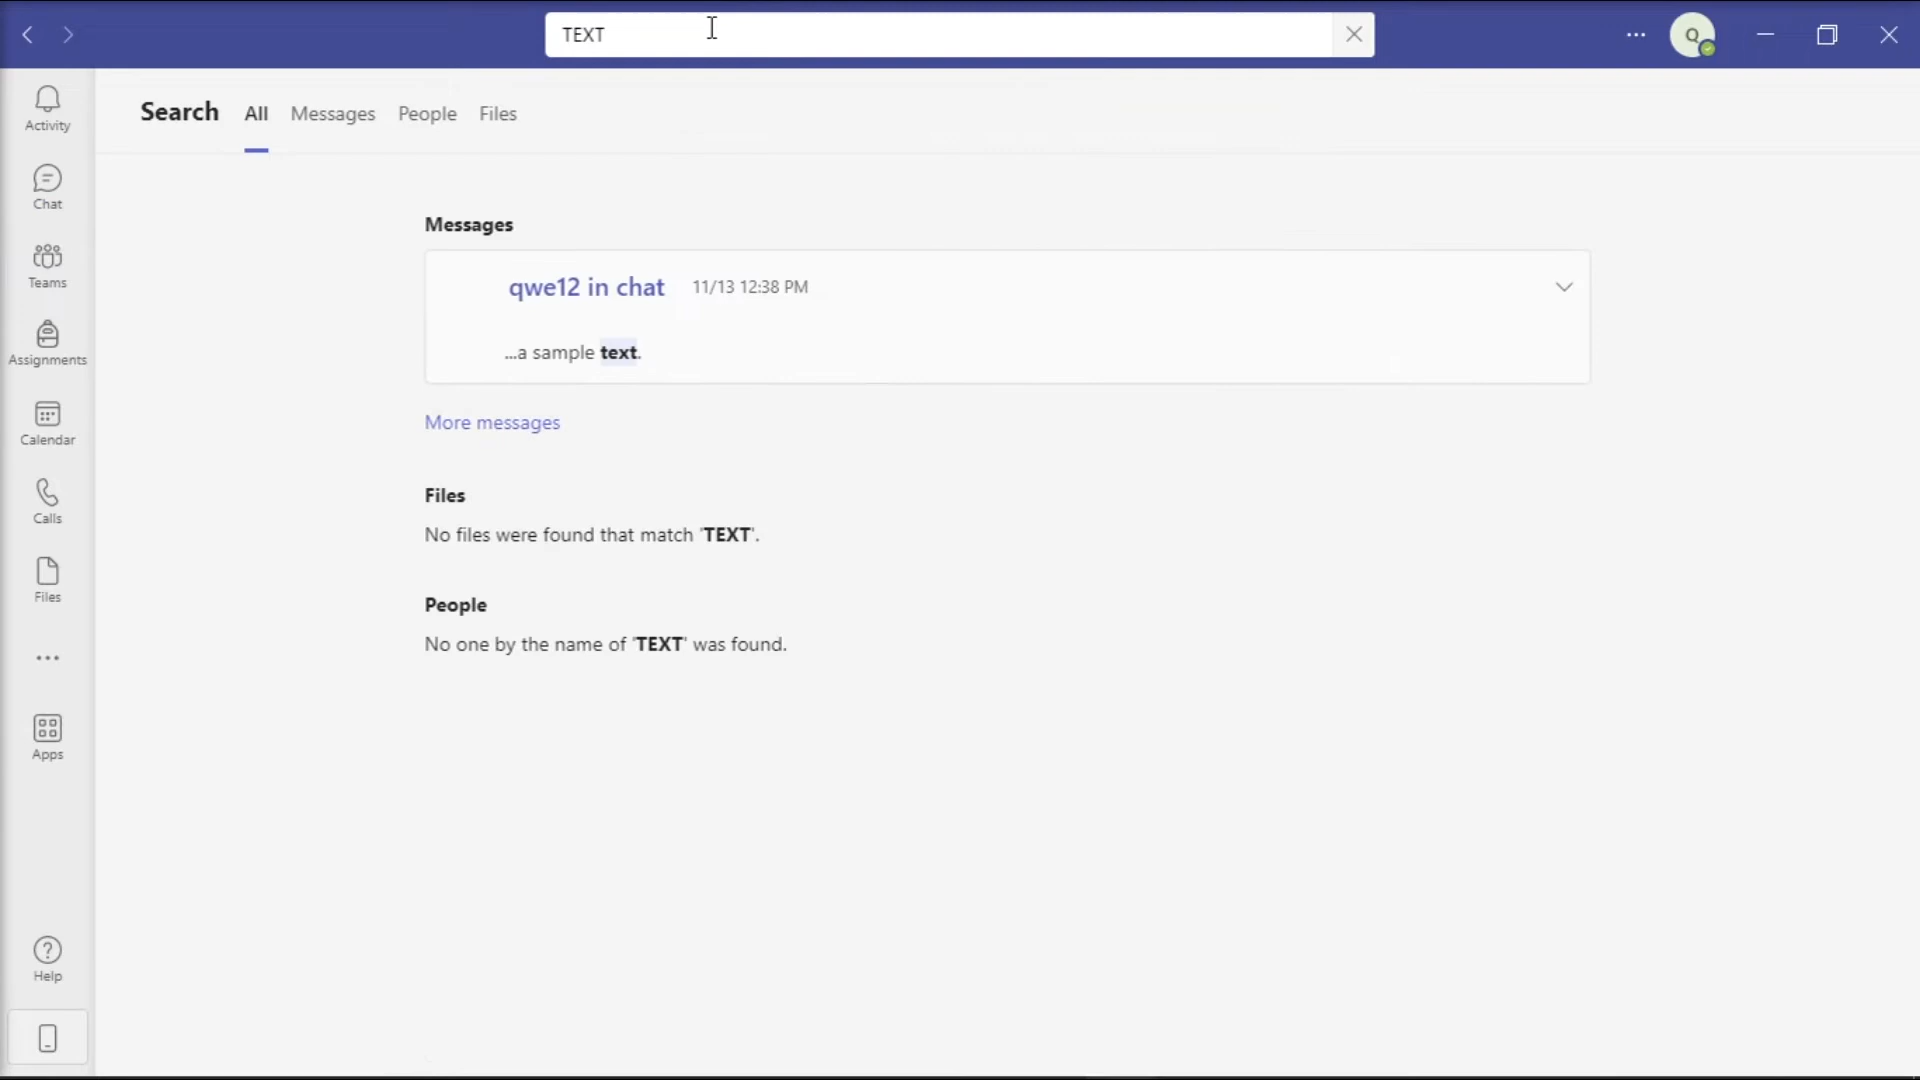 TEXT
Q
Activity
Chat
Teams
Assignments
Calendar
Calls
Files
Apps
Help
Search All Messages People Files
Messages
qwe12 in chat 11/13 12:38 PM
...a sample text.
More messages
Files
No files were found that match 'TEXT'.
People
No one by the name of 'TEXT' was found.